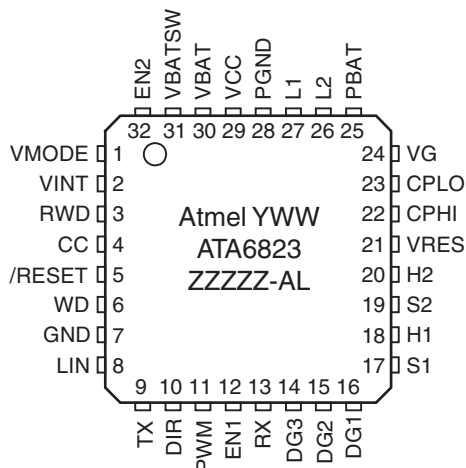 EN2
VBATSW
VBAT
VCC
PGND
L1
L2
PBAT
32 31 30 29 28 27 26 25
VMODE 1
VINT 2
RWD 3
CC 4
/RESET 5
WD 6
GND 7
LIN 8
Atmel YWW
ATA6823
ZZZZZ-AL
24 VG
23 CPLO
22 CPHI
21 VRES
20 H2
19 S2
18 H1
17 S1
9 10 11 12 13 14 15 16
TX
DIR
PWM
EN1
RX
DG3
DG2
DG1